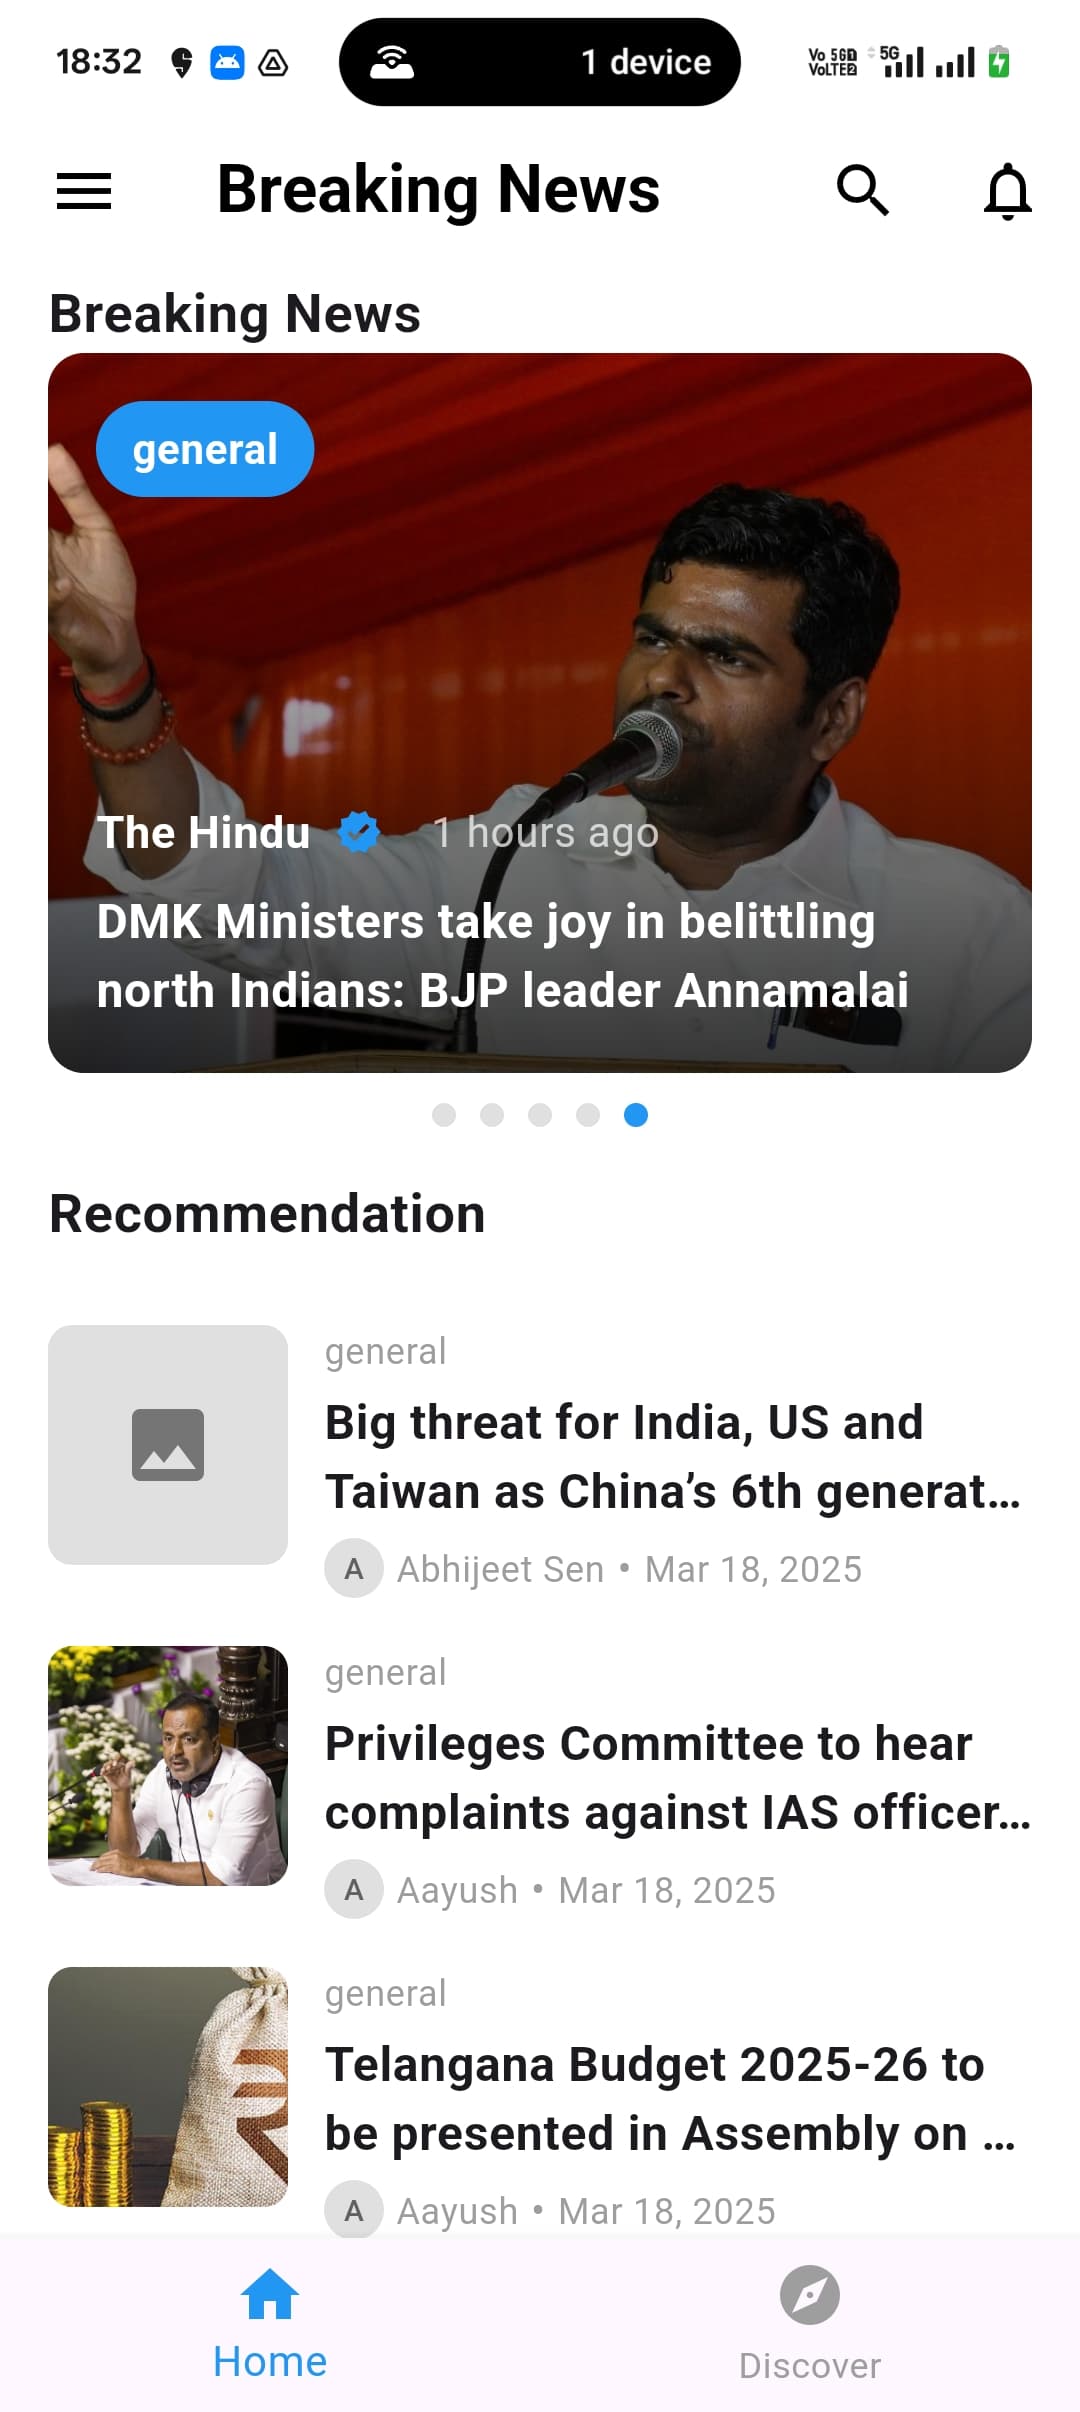 18:32
1 device
Vo 5G D
VoLTE 2
5G
Breaking News
Breaking News
general
The Hindu 1 hours ago
DMK Ministers take joy in belittling
north Indians: BJP leader Annamalai
Recommendation
general
Big threat for India, US and
Taiwan as China’s 6th generat…
A Abhijeet Sen • Mar 18, 2025
general
Privileges Committee to hear
complaints against IAS officer…
A Aayush • Mar 18, 2025
general
Telangana Budget 2025-26 to
be presented in Assembly on …
A Aayush • Mar 18, 2025
Home
Discover